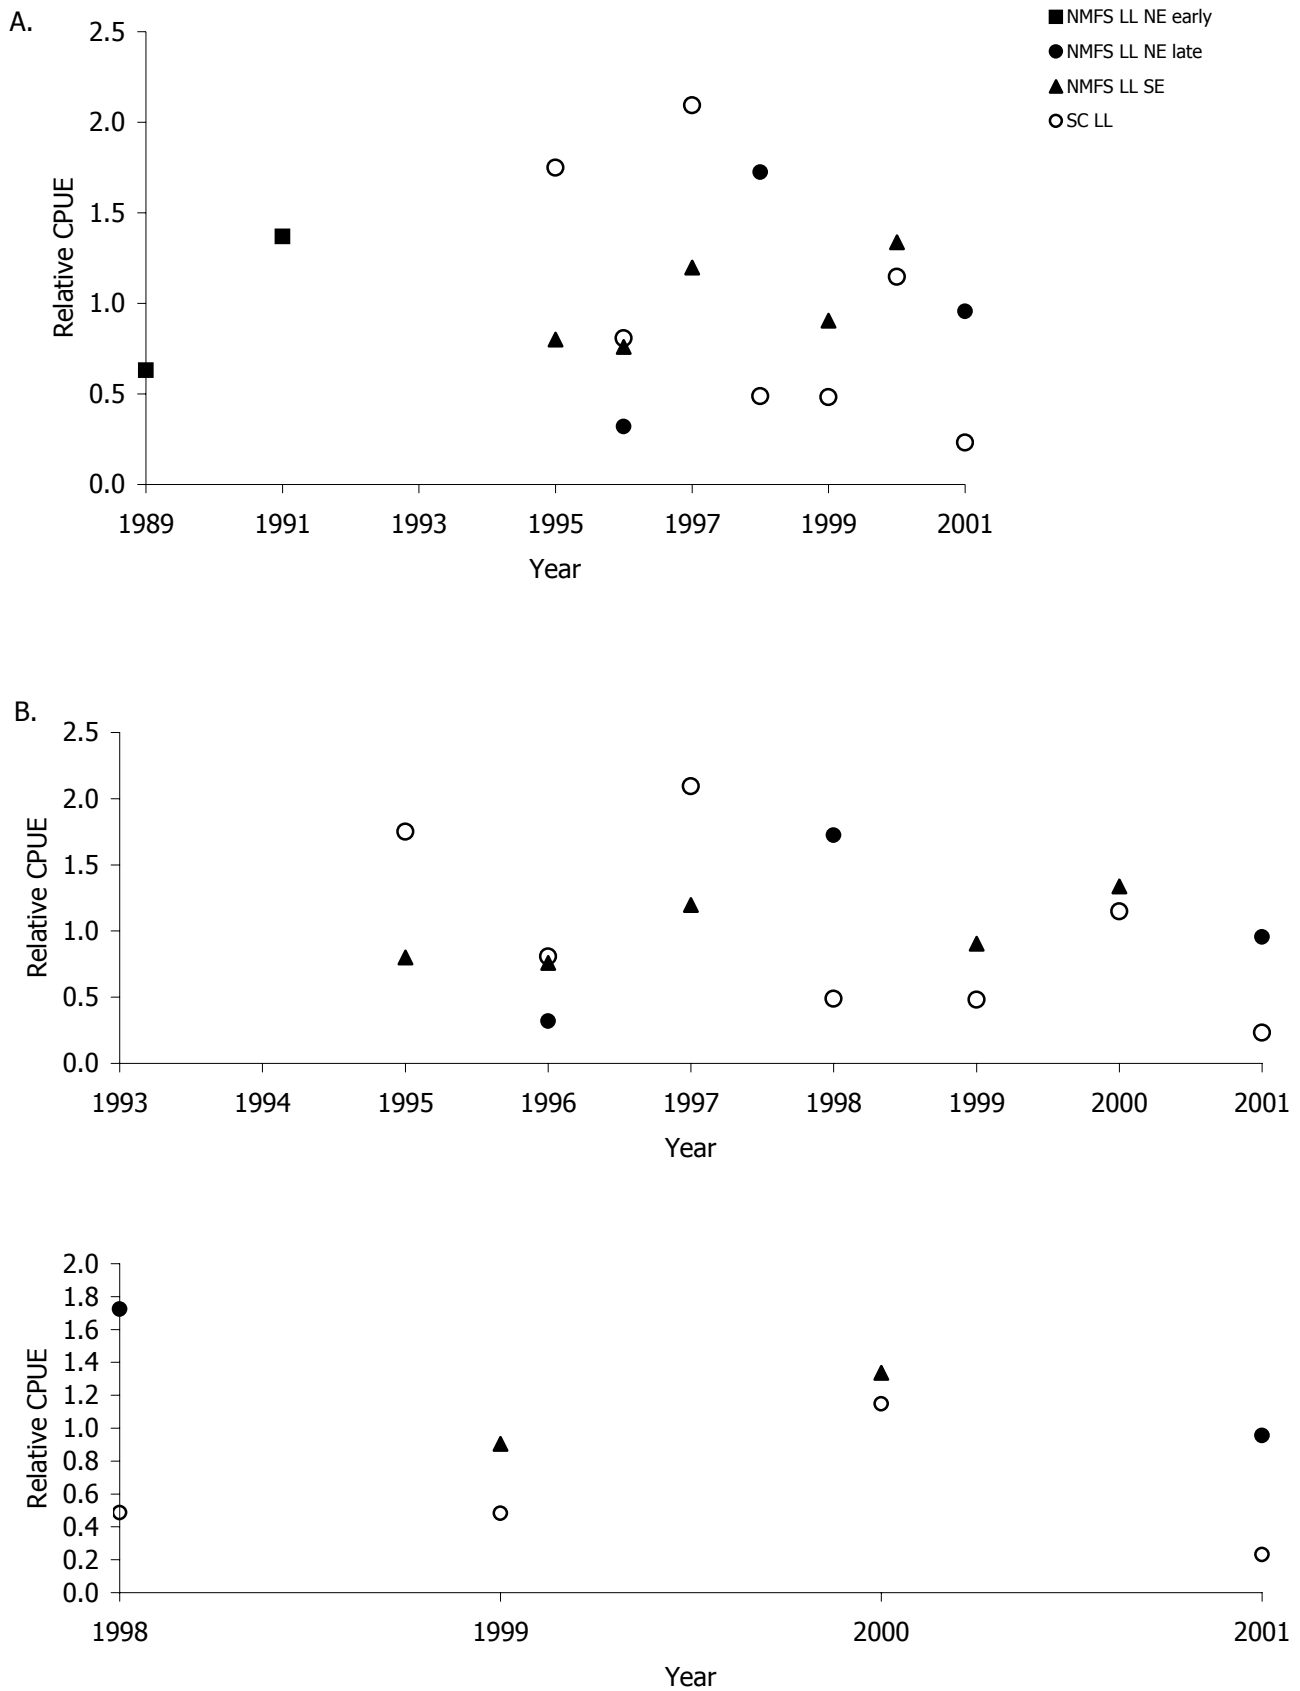 A.
NMFS LL NE early
NMFS LL NE late
NMFS LL SE
SC LL
2.5
2.0
1.5
1.0
0.5
0.0
Relative CPUE
1989 1991 1993 1995 1997 1999 2001
Year
B.
2.5
2.0
1.5
1.0
0.5
0.0
Relative CPUE
1993 1994 1995 1996 1997 1998 1999 2000 2001
Year
2.0
1.8
1.6
1.4
1.2
1.0
0.8
0.6
0.4
0.2
0.0
Relative CPUE
1998 1999 2000 2001
Year